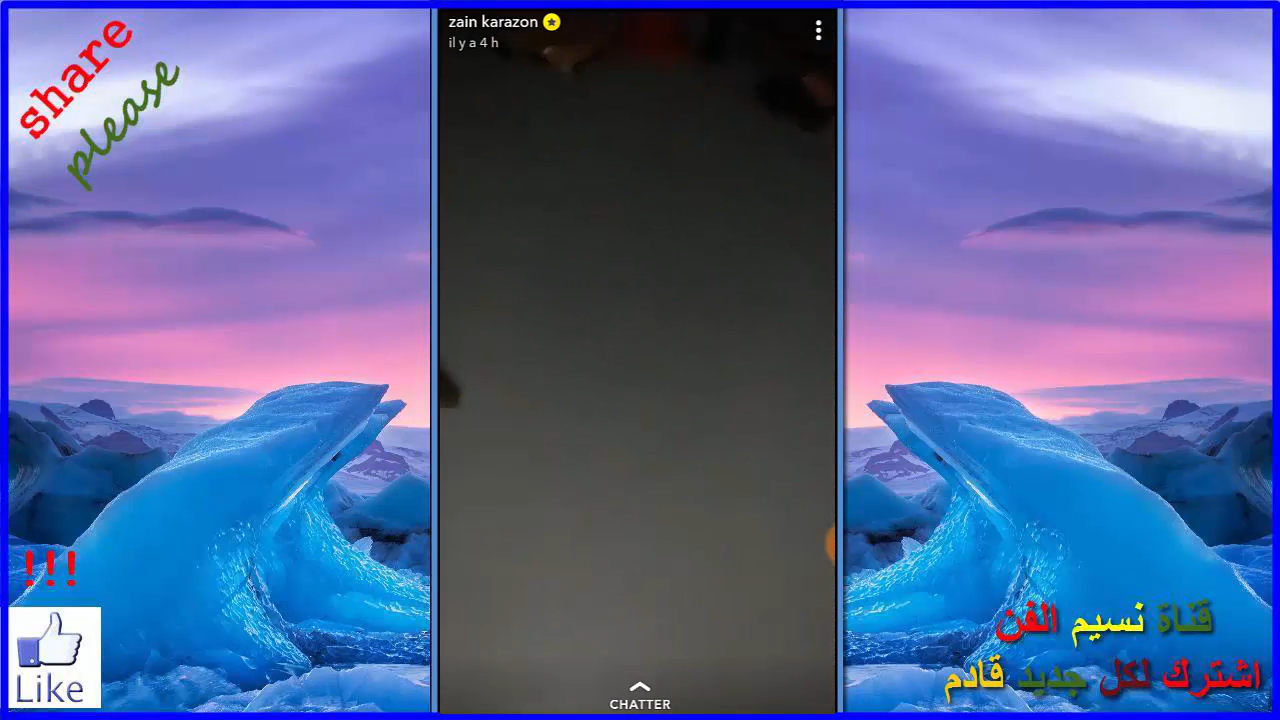 share
please
zain karazon
il y a 4 h
!!!
Like
CHATTER
قناة نسيم الفن
اشترك لكل جديد قادم